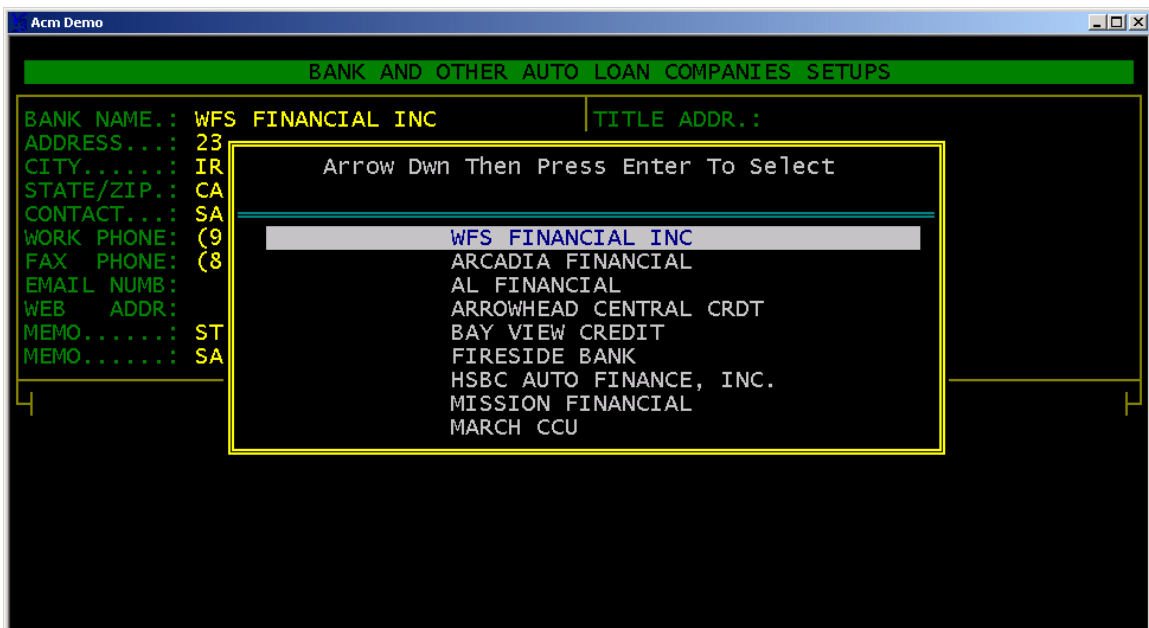 Acm Demo
BANK AND OTHER AUTO LOAN COMPANIES SETUPS
BANK NAME.: WFS FINANCIAL INC
TITLE ADDR.:
ADDRESS...: 23
CITY......: IR
STATE/ZIP.: CA
CONTACT...: SA
WORK PHONE: (9
FAX PHONE: (8
EMAIL NUMB:
WEB ADDR:
MEMO......: ST
MEMO......: SA
Arrow Dwn Then Press Enter To Select
WFS FINANCIAL INC
ARCADIA FINANCIAL
AL FINANCIAL
ARROWHEAD CENTRAL CRDT
BAY VIEW CREDIT
FIRESIDE BANK
HSBC AUTO FINANCE, INC.
MISSION FINANCIAL
MARCH CCU